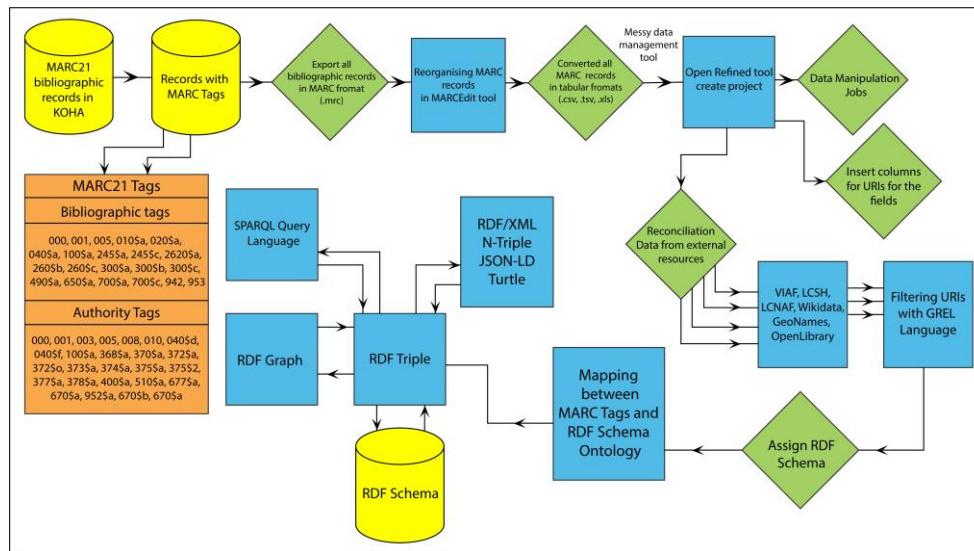 MARC21
bibliographic
records in
KOHA
Records with
MARC Tags
Export all
bibliographic records
in MARC fromat
(.mrc)
Reorganising MARC
records
in MARCEdit tool
Converted all
MARC records
in tabular fromats
(.csv, .tsv, .xls)
Messy data
management
tool
Open Refined tool
create project
Data Manipulation
Jobs
Insert columns
for URIs for the
fields
MARC21 Tags
Bibliographic tags
000, 001, 005, 010$a, 020$a,
040$a, 100$a, 245$a, 245$c, 2620$a,
260$b, 260$c, 300$a, 300$b, 300$c,
490$a, 650$a, 700$a, 700$c, 942, 953
Authority Tags
000, 001, 003, 005, 008, 010, 040$d,
040$f, 100$a, 368$a, 370$a, 372$a,
372$o, 373$a, 374$a, 375$a, 375$2,
377$a, 378$a, 400$a, 510$a, 677$a,
670$a, 952$a, 670$b, 670$a
SPARQL Query
Language
RDF/XML
N-Triple
JSON-LD
Turtle
RDF Graph
RDF Triple
RDF Schema
Reconciliation
Data from external
resources
VIAF, LCSH,
LCNAF, Wikidata,
GeoNames,
OpenLibrary
Filtering URIs
with GREL
Language
Mapping
between
MARC Tags and
RDF Schema
Ontology
Assign RDF
Schema